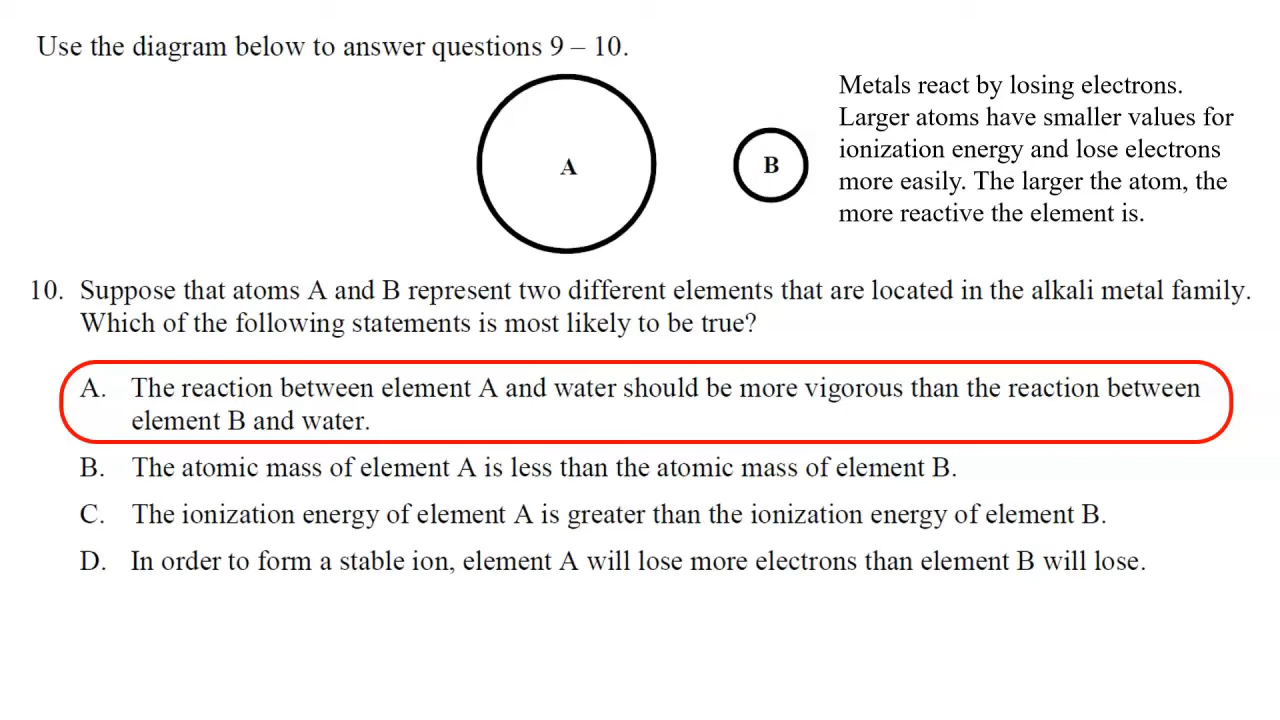 Use the diagram below to answer questions 9 – 10.
A
B
Metals react by losing electrons.
Larger atoms have smaller values for
ionization energy and lose electrons
more easily. The larger the atom, the
more reactive the element is.
10. Suppose that atoms A and B represent two different elements that are located in the alkali metal family.
Which of the following statements is most likely to be true?
A. The reaction between element A and water should be more vigorous than the reaction between
element B and water.
B. The atomic mass of element A is less than the atomic mass of element B.
C. The ionization energy of element A is greater than the ionization energy of element B.
D. In order to form a stable ion, element A will lose more electrons than element B will lose.